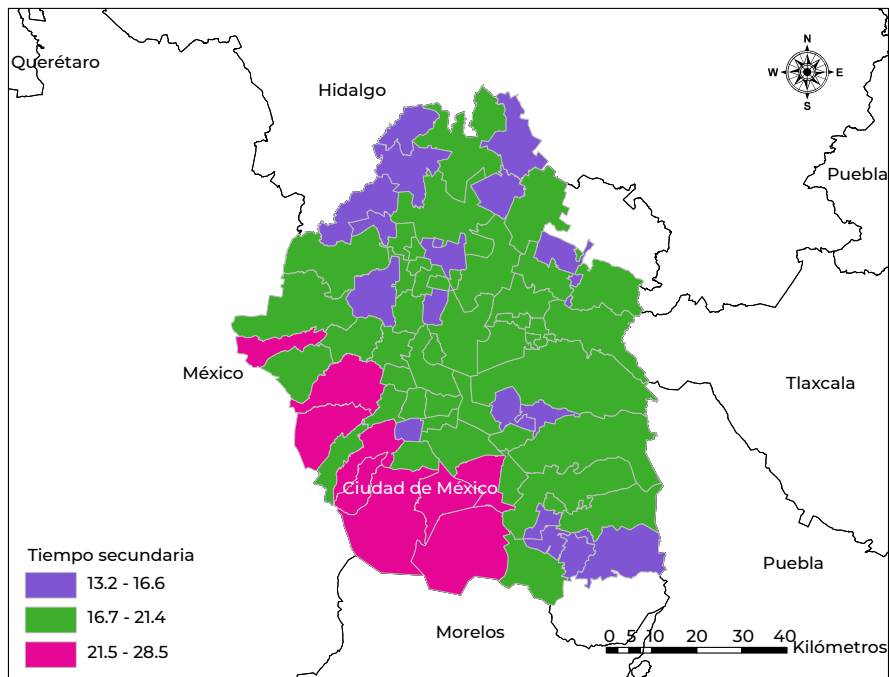 Querétaro
Hidalgo
N
W E
S
Puebla
México
Tlaxcala
Ciudad de México
Tiempo secundaria
13.2 - 16.6
16.7 - 21.4
21.5 - 28.5
Puebla
Morelos
0 5 10 20 30 40
Kilómetros